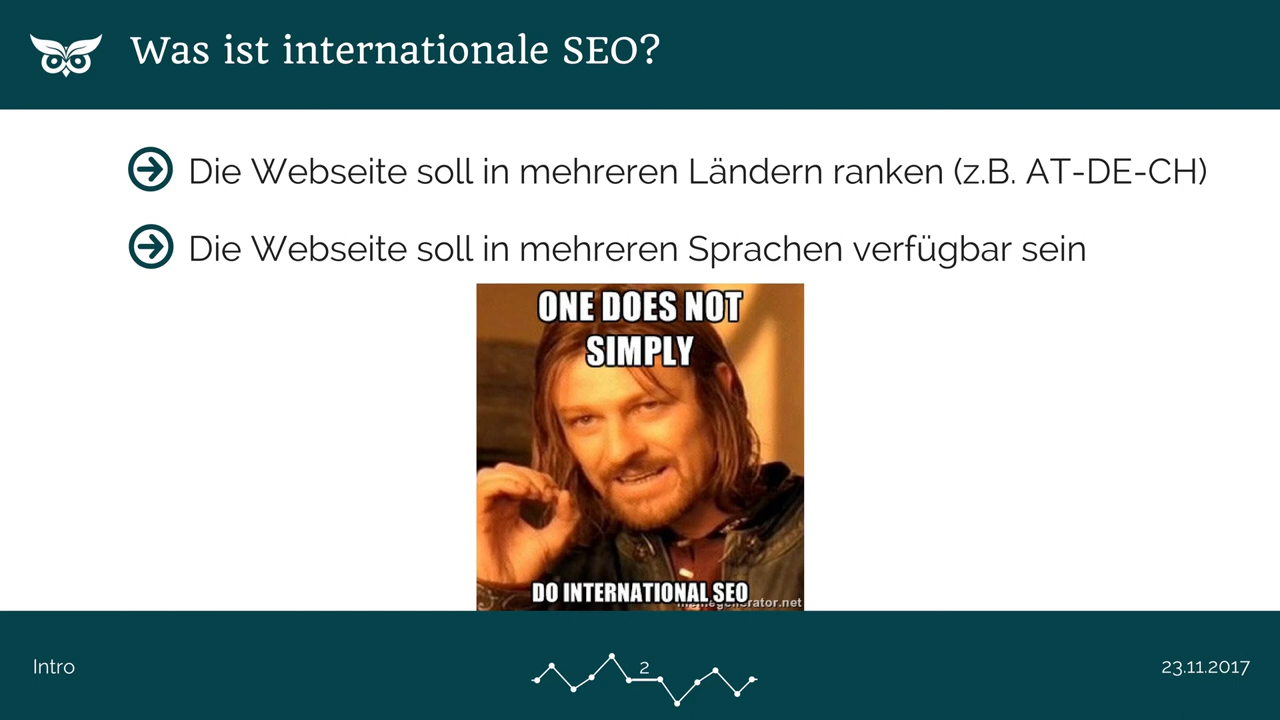 Was ist internationale SEO?
Die Webseite soll in mehreren Ländern ranken (z.B. AT-DE-CH)
Die Webseite soll in mehreren Sprachen verfügbar sein
ONE DOES NOT
SIMPLY
DO INTERNATIONAL SEO
memegenerator.net
Intro
2
23.11.2017